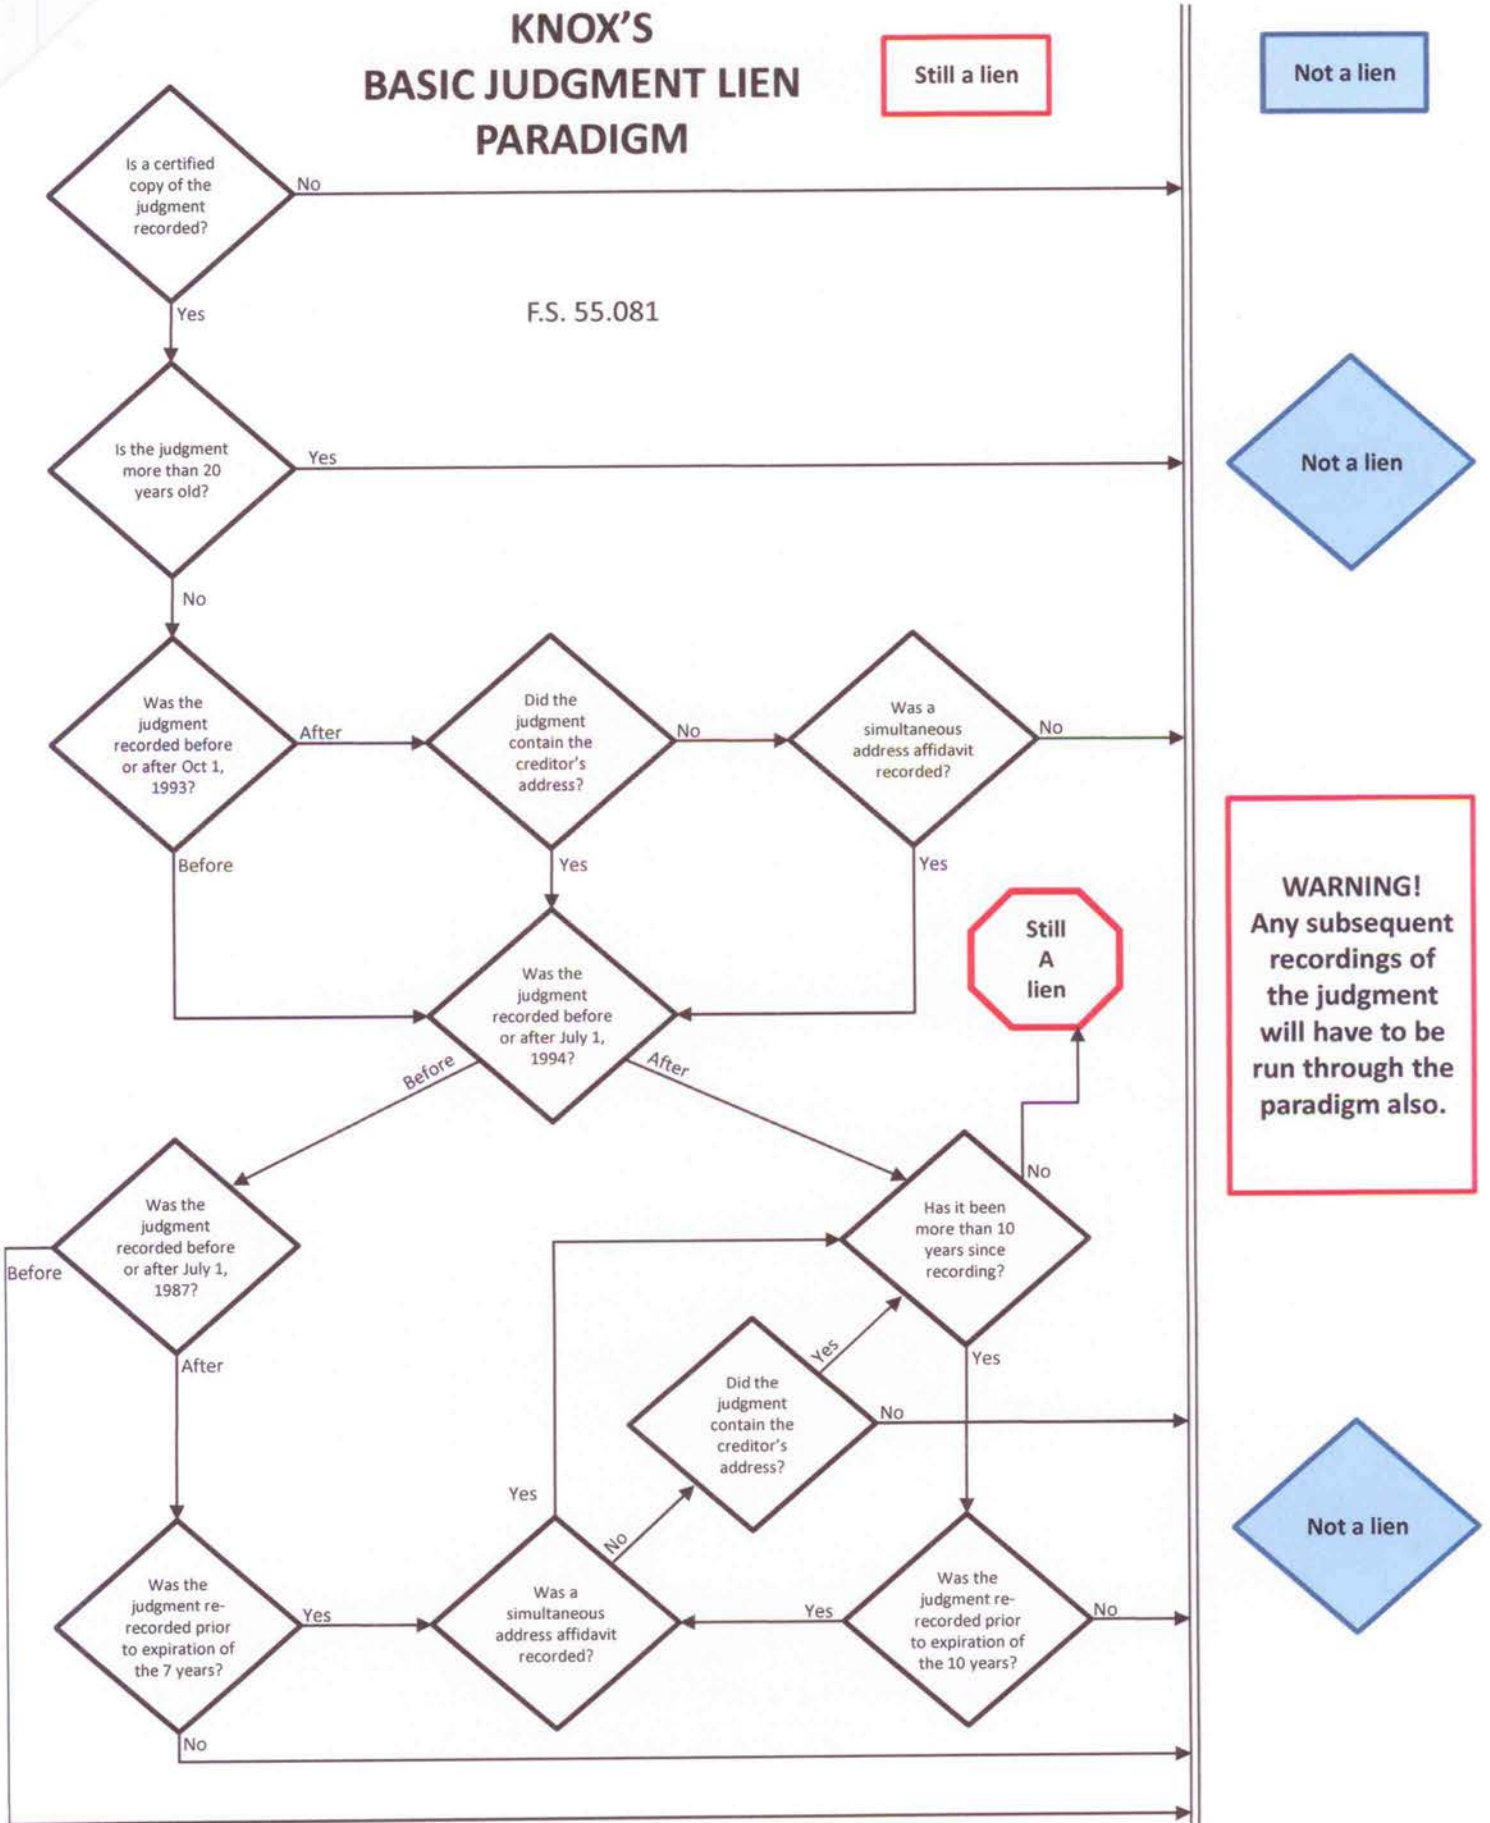 KNOX'S
BASIC JUDGMENT LIEN
PARADIGM
Still a lien
Not a lien
Is a certified
copy of the
judgment
recorded?
No
Yes
F.S. 55.081
Is the judgment
more than 20
years old?
Yes
No
Not a lien
Was the
judgment
recorded before
or after Oct 1,
1993?
After
Before
Did the
judgment
contain the
creditor's
address?
No
Yes
Was a
simultaneous
address affidavit
recorded?
No
Yes
Still
A
lien
WARNING!
Any subsequent
recordings of
the judgment
will have to be
run through the
paradigm also.
Was the
judgment
recorded before
or after July 1,
1994?
Before
After
Was the
judgment
recorded before
or after July 1,
1987?
Before
After
Has it been
more than 10
years since
recording?
No
Yes
Did the
judgment
contain the
creditor's
address?
Yes
No
Not a lien
Was the
judgment re-
recorded prior
to expiration of
the 7 years?
Yes
No
Was a
simultaneous
address affidavit
recorded?
Yes
No
Was the
judgment re-
recorded prior
to expiration of
the 10 years?
Yes
No